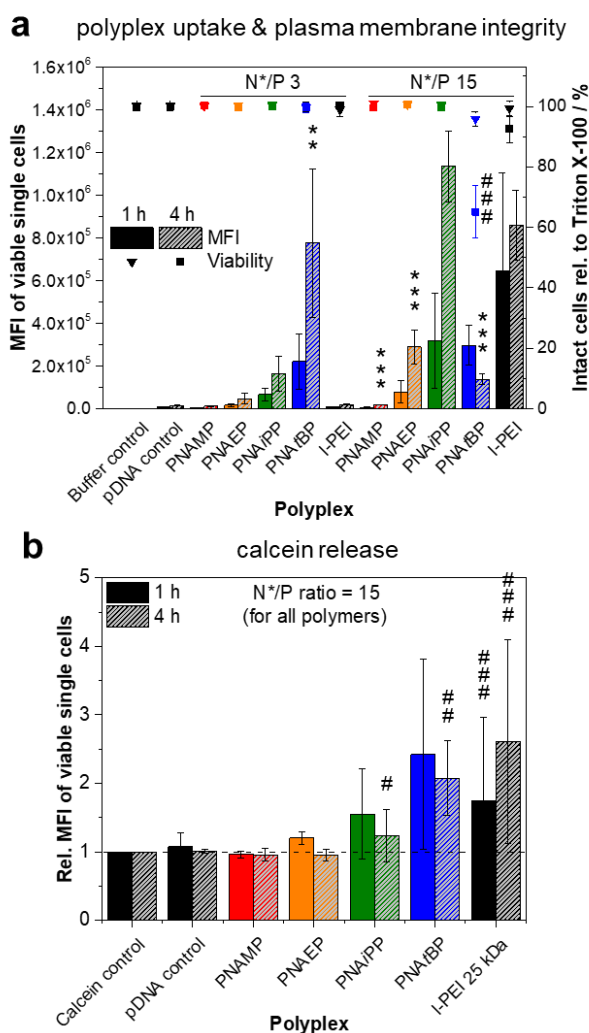 a polyplex uptake & plasma membrane integrity
N*/P 3 N*/P 15
1.6x10⁶
1.4x10⁶
1.2x10⁶
1.0x10⁶
8.0x10⁵
6.0x10⁵
4.0x10⁵
2.0x10⁵
0.0
MFI of viable single cells
100
80
60
40
20
0
Intact cells rel. to Triton X-100 / %
1 h 4 h
MFI
Viability
**
***
***
###
***
Buffer control
pDNA control
PNAMP
PNAEP
PNAiPP
PNAtBP
l-PEI
PNAMP
PNAEP
PNAiPP
PNAtBP
l-PEI
Polyplex
b calcein release
5
4
3
2
1
0
Rel. MFI of viable single cells
1 h N*/P ratio = 15
4 h (for all polymers)
#
##
###
###
Calcein control
pDNA control
PNAMP
PNAEP
PNAiPP
PNAtBP
l-PEI 25 kDa
Polyplex